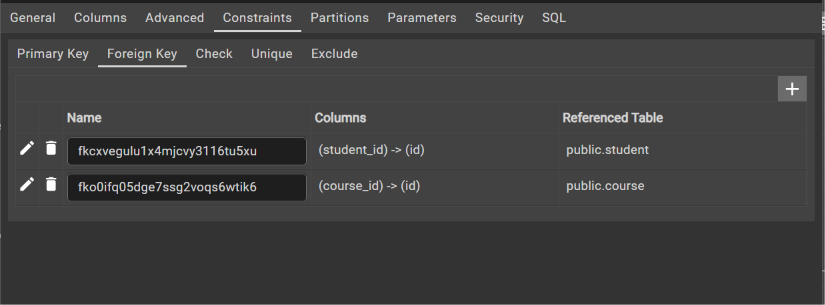 General Columns Advanced Constraints Partitions Parameters Security SQL
Primary Key Foreign Key Check Unique Exclude
Name Columns Referenced Table
fkcxvegulu1x4mjcvy3116tu5xu (student_id) -> (id) public.student
fko0ifq05dge7ssg2voqs6wtik6 (course_id) -> (id) public.course